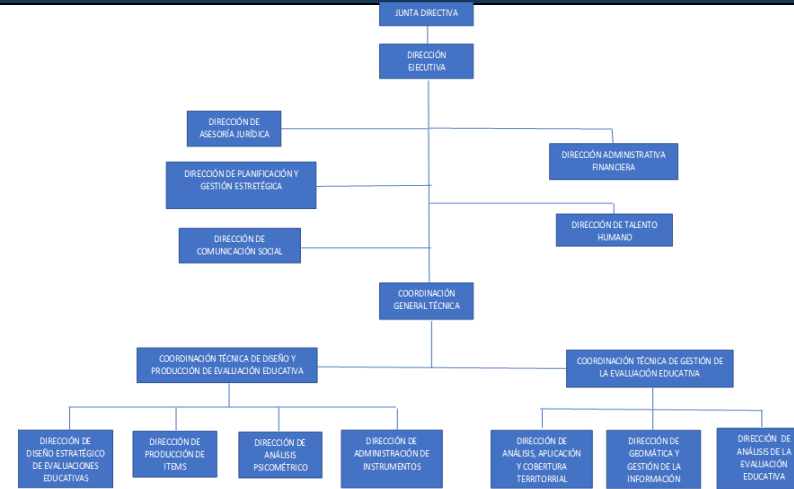 JUNTA DIRECTIVA
DIRECCIÓN
EJECUTIVA
DIRECCIÓN DE
ASESORÍA JURÍDICA
DIRECCIÓN ADMINISTRATIVA
FINANCIERA
DIRECCIÓN DE PLANIFICACIÓN Y
GESTIÓN ESTRETÉGICA
DIRECCIÓN DE TALENTO
HUMANO
DIRECCIÓN DE
COMUNICACIÓN SOCIAL
COORDINACIÓN
GENERAL TÉCNICA
COORDINACIÓN TÉCNICA DE DISEÑO Y
PRODUCCIÓN DE EVALUACIÓN EDUCATIVA
COORDINACIÓN TÉCNICA DE GESTIÓN DE
LA EVALUACIÓN EDUCATIVA
DIRECCIÓN DE
DISEÑO ESTRATÉGICO
DE EVALUACIONES
EDUCATIVAS
DIRECCIÓN DE
PRODUCCIÓN DE
ITEMS
DIRECCIÓN DE
ANÁLISIS
PSICOMÉTRICO
DIRECCIÓN DE
ADMINISTRACIÓN DE
INSTRUMENTOS
DIRECCIÓN DE
ANÁLISIS, APLICACIÓN
Y COBERTURA
TERRITORRIAL
DIRECCIÓN DE
GEOMÁTICA Y
GESTIÓN DE LA
INFORMACIÓN
DIRECCIÓN DE
ANÁLISIS DE LA
EVALUACIÓN
EDUCATIVA